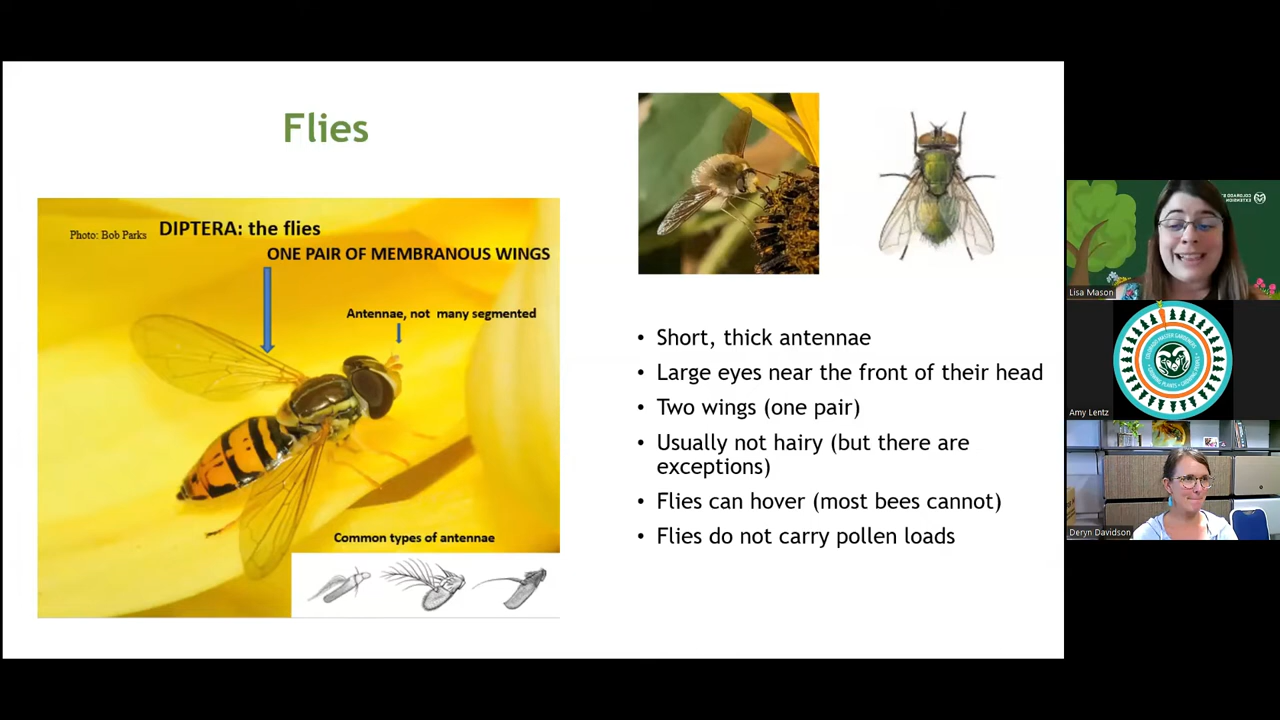 Flies
Photo: Bob Parks
DIPTERA: the flies
ONE PAIR OF MEMBRANOUS WINGS
Antennae, not many segmented
Common types of antennae
• Short, thick antennae
• Large eyes near the front of their head
• Two wings (one pair)
• Usually not hairy (but there are
exceptions)
• Flies can hover (most bees cannot)
• Flies do not carry pollen loads
Lisa Mason
COLORADO MASTER GARDENERS
Amy Lentz
Deryn Davidson